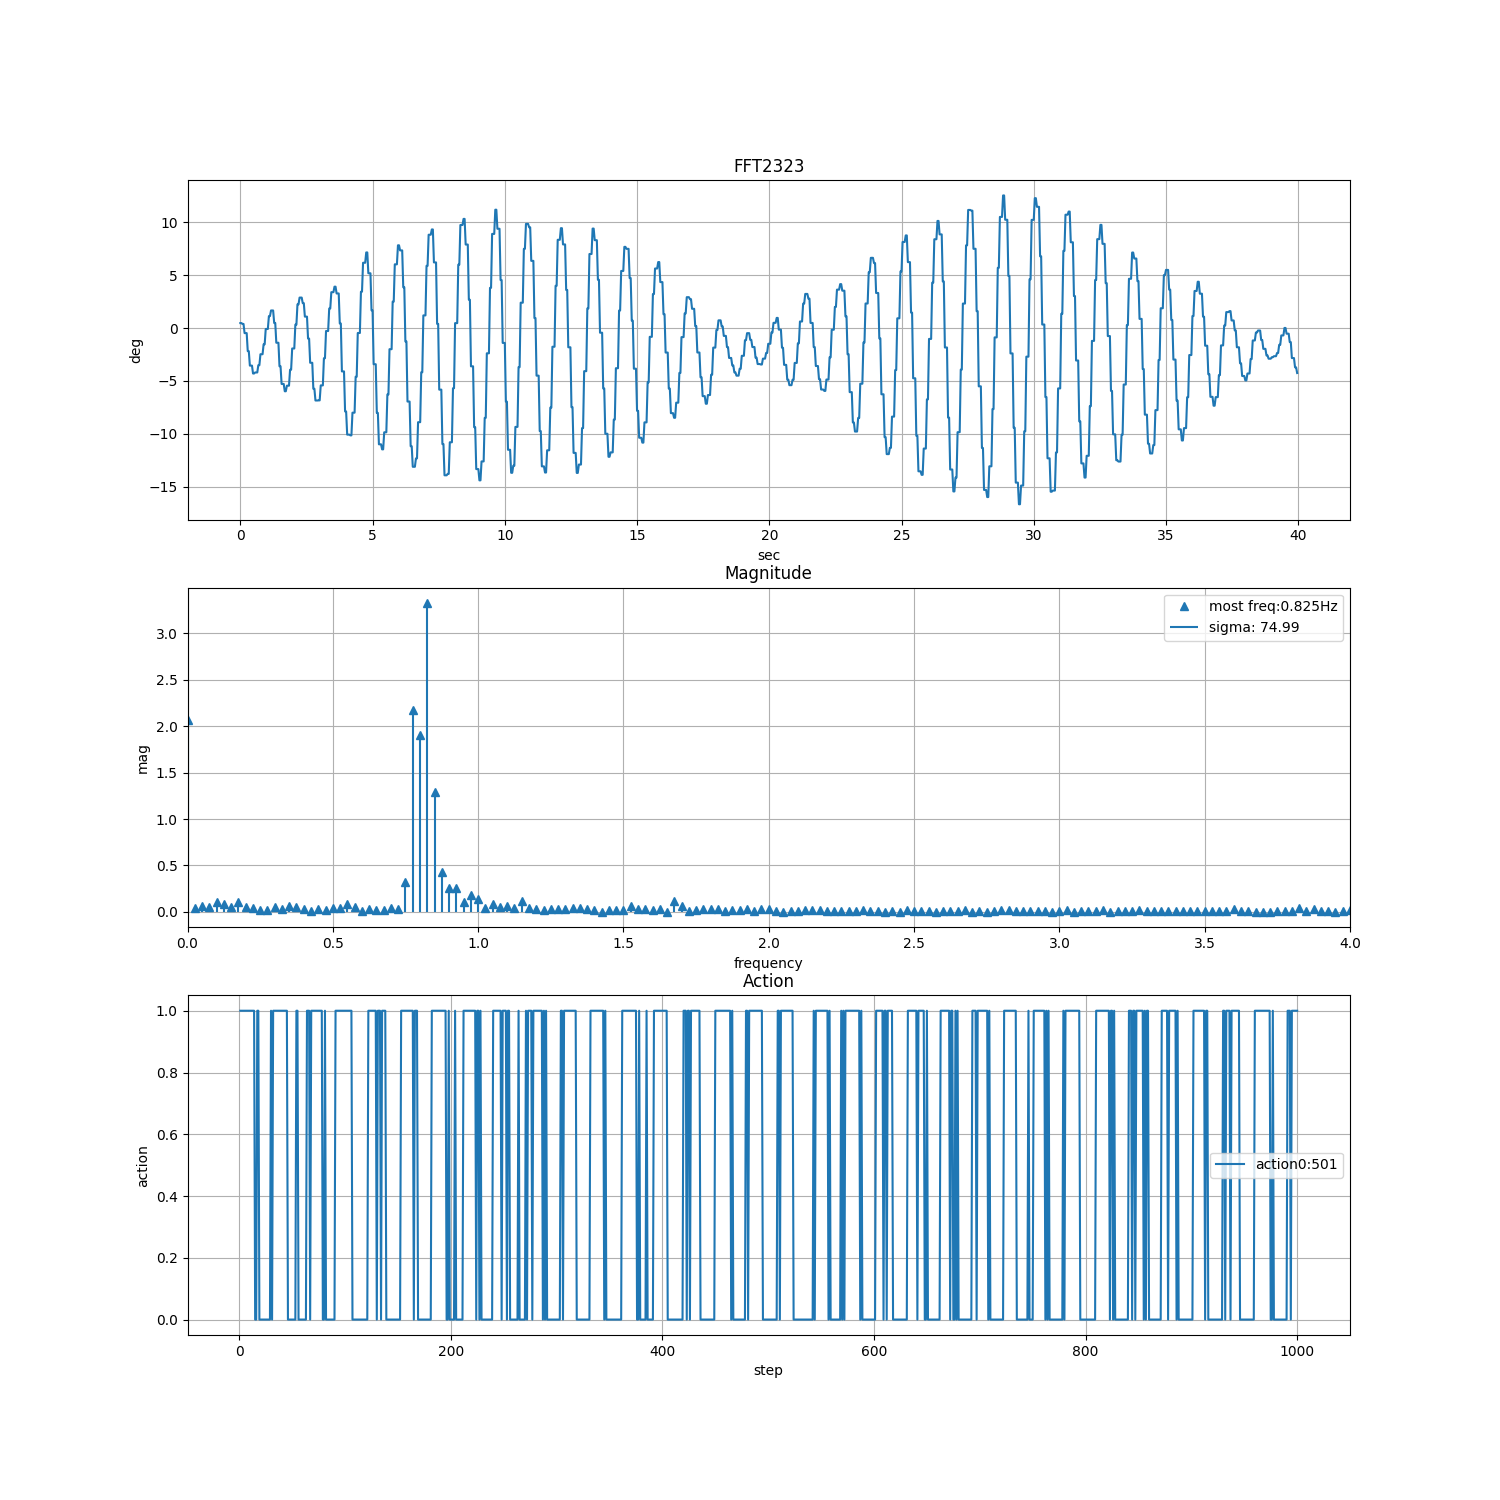 FFT2323
10
5
0
−5
−10
−15
deg
0 5 10 15 20 25 30 35 40
sec
Magnitude
most freq:0.825Hz
sigma: 74.99
3.0
2.5
2.0
1.5
1.0
0.5
0.0
mag
0.0 0.5 1.0 1.5 2.0 2.5 3.0 3.5 4.0
frequency
Action
1.0
0.8
0.6
0.4
0.2
0.0
action
action0:501
0 200 400 600 800 1000
step